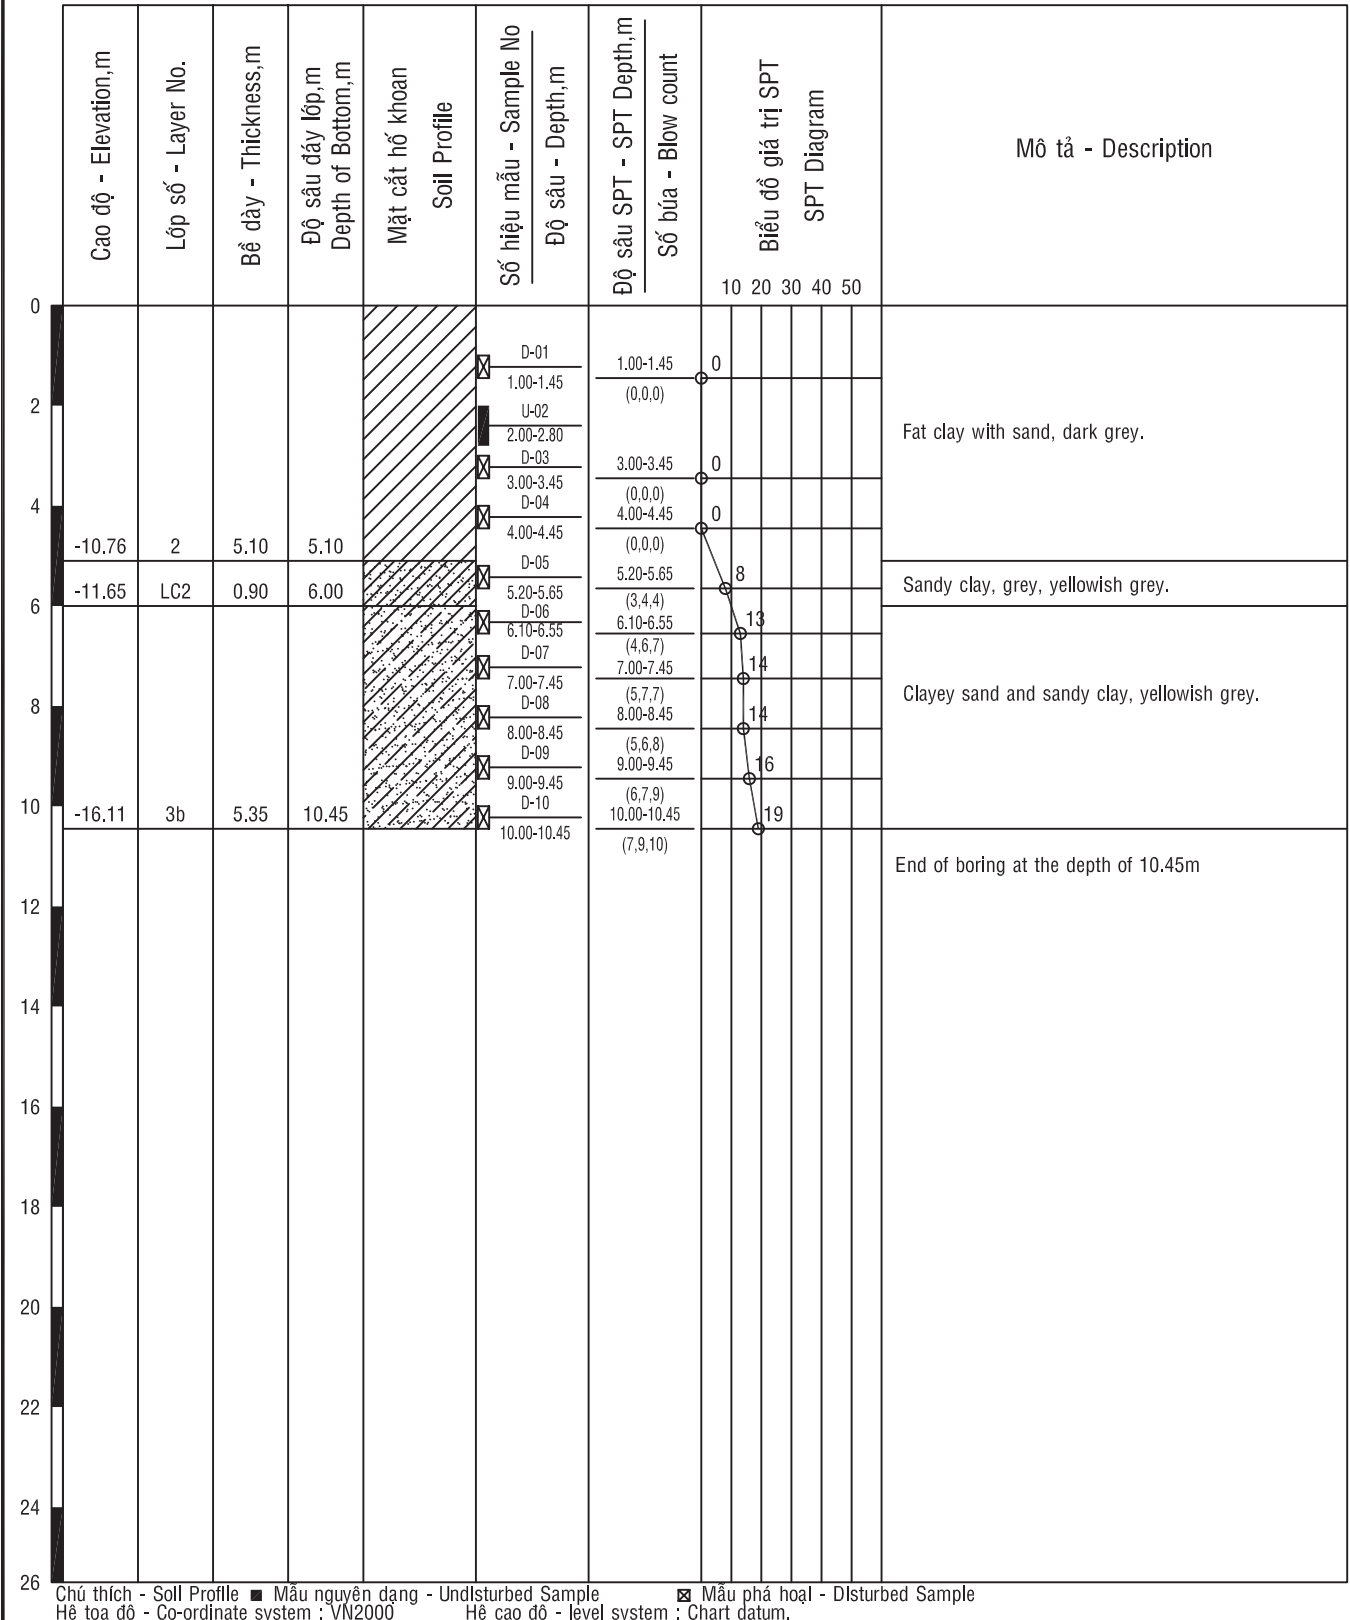 Cao độ - Elevation,m
Lớp số - Layer No.
Bề dày - Thickness,m
Độ sâu đáy lớp,m
Depth of Bottom,m
Mặt cắt hố khoan
Soil Profile
Số hiệu mẫu - Sample No
Độ sâu - Depth,m
Độ sâu SPT - SPT Depth,m
Số búa - Blow count
Biểu đồ giá trị SPT
SPT Diagram
10 20 30 40 50
Mô tả - Description
0
D-01
1.00-1.45
1.00-1.45
(0,0,0)
0
2
U-02
2.00-2.80
Fat clay with sand, dark grey.
D-03
3.00-3.45
3.00-3.45
(0,0,0)
0
4
D-04
4.00-4.45
4.00-4.45
(0,0,0)
0
-10.76 2 5.10 5.10
D-05
5.20-5.65
5.20-5.65
(3,4,4)
8
-11.65 LC2 0.90 6.00
Sandy clay, grey, yellowish grey.
6
D-06
6.10-6.55
6.10-6.55
(4,6,7)
13
D-07
7.00-7.45
7.00-7.45
(5,7,7)
14
Clayey sand and sandy clay, yellowish grey.
8
D-08
8.00-8.45
8.00-8.45
(5,6,8)
14
D-09
9.00-9.45
9.00-9.45
(6,7,9)
16
10
-16.11 3b 5.35 10.45
D-10
10.00-10.45
10.00-10.45
(7,9,10)
19
End of boring at the depth of 10.45m
12
14
16
18
20
22
24
26
Chú thích - Soil Profile Mẫu nguyên dạng - Undisturbed Sample Mẫu phá hoại - Disturbed Sample
Hệ tọa độ - Co-ordinate system : VN2000 Hệ cao độ - level system : Chart datum.